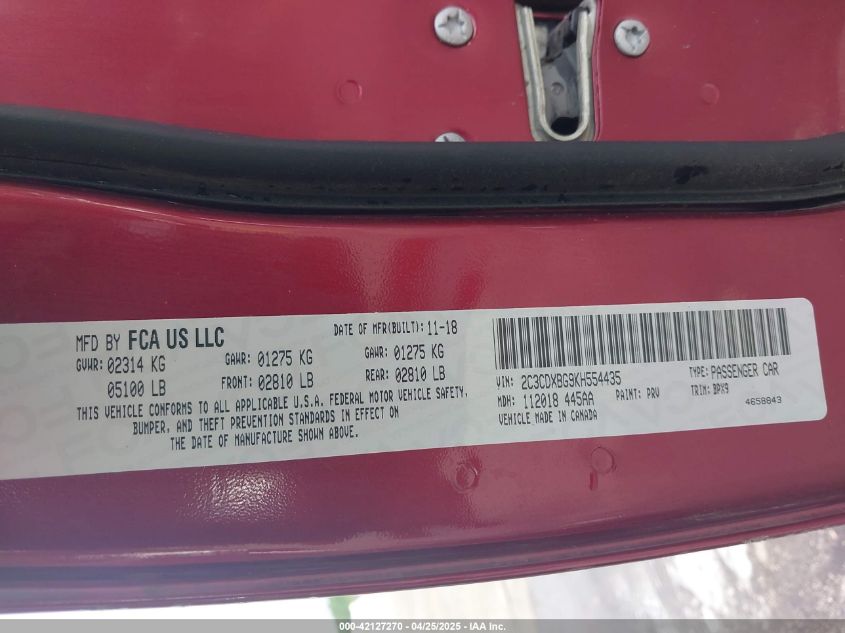 MFD BY FCA US LLC
DATE OF MFR(BUILT): 11-18
GVWR: 02314 KG GAWR: 01275 KG GAWR: 01275 KG
05100 LB FRONT: 02810 LB REAR: 02810 LB
THIS VEHICLE CONFORMS TO ALL APPLICABLE U.S.A. FEDERAL MOTOR VEHICLE SAFETY,
BUMPER, AND THEFT PREVENTION STANDARDS IN EFFECT ON
THE DATE OF MANUFACTURE SHOWN ABOVE.
VIN: 2C3CDXBG9KH554435 TYPE: PASSENGER CAR
MDH: 112018 445AA PAINT: PRV TRIM: BPX9
VEHICLE MADE IN CANADA 4658843
000-42127270 - 04/25/2025 - IAA Inc.